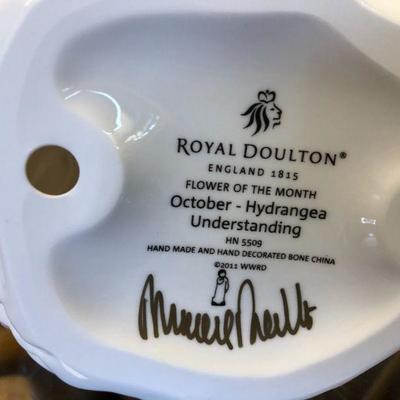 ROYAL DOULTON®
ENGLAND 1815
FLOWER OF THE MONTH
October - Hydrangea
Understanding
HN 5509
HAND MADE AND HAND DECORATED BONE CHINA
©2011 WWRD